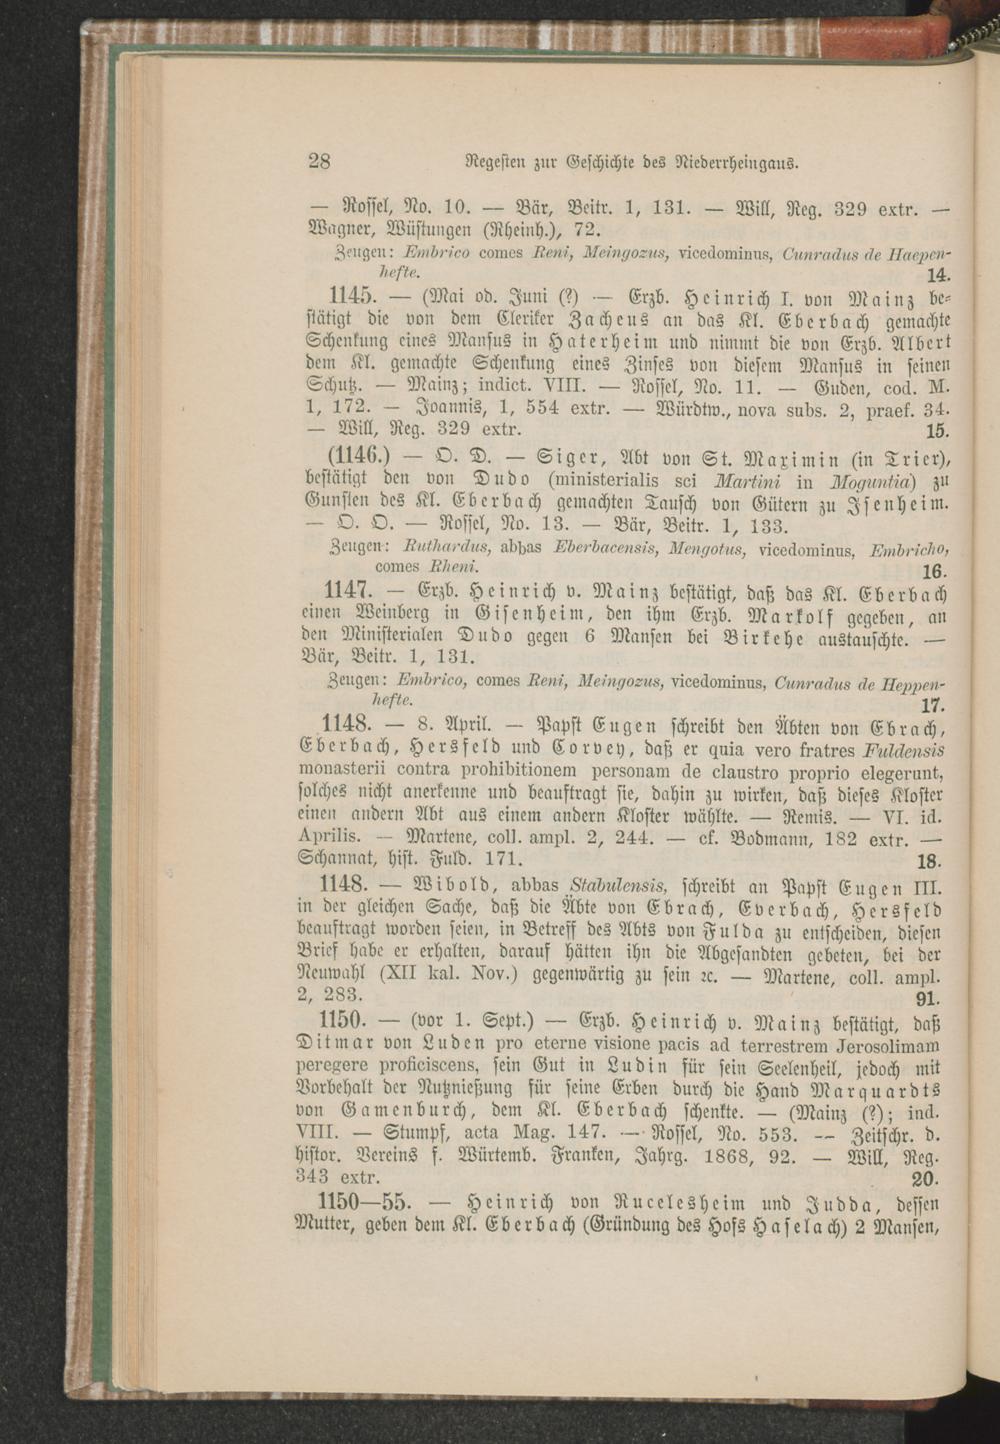 28 Regesten zur Geschichte des Niederrheingaus.
— Rossel, No. 10. — Bär, Beitr. 1, 131. — Will, Reg. 329 extr. —
Wagner, Wüstungen (Rheinh.), 72.
Zeugen: Embrico comes Reni, Meingozus, vicedominus, Cunradus de Haepen-
hefte. 14.
1145. — (Mai od. Juni (?) — Erzb. Heinrich I. von Mainz be-
stätigt die von dem Cleriker Zacheus an das Kl. Eberbach gemachte
Schenkung eines Mansus in Haterheim und nimmt die von Erzb. Albert
dem Kl. gemachte Schenkung eines Zinses von diesem Mansus in seinen
Schutz. — Mainz; indict. VIII. — Rossel, No. 11. — Guden, cod. M.
1, 172. — Joannis, 1, 554 extr. — Würdtw., nova subs. 2, praef. 34.
— Will, Reg. 329 extr. 15.
(1146.) — O. D. — Siger, Abt von St. Maximin (in Trier),
bestätigt den von Dudo (ministerialis sci Martini in Moguntia) zu
Gunsten des Kl. Eberbach gemachten Tausch von Gütern zu Isenheim.
— O. O. — Rossel, No. 13. — Bär, Beitr. 1, 133.
Zeugen: Ruthardus, abbas Eberbacensis, Mengotus, vicedominus, Embricho,
comes Rheni. 16.
1147. — Erzb. Heinrich v. Mainz bestätigt, daß das Kl. Eberbach
einen Weinberg in Gisenheim, den ihm Erzb. Markolf gegeben, an
den Ministerialen Dudo gegen 6 Mansen bei Birkehe austauschte. —
Bär, Beitr. 1, 131.
Zeugen: Embrico, comes Reni, Meingozus, vicedominus, Cunradus de Heppen-
hefte. 17.
1148. — 8. April. — Papst Eugen schreibt den Äbten von Ebrach,
Eberbach, Hersfeld und Corvey, daß er quia vero fratres Fuldensis
monasterii contra prohibitionem personam de claustro proprio elegerunt,
solches nicht anerkenne und beauftragt sie, dahin zu wirken, daß dieses Kloster
einen andern Abt aus einem andern Kloster wählte. — Remis. — VI. id.
Aprilis. — Martene, coll. ampl. 2, 244. — cf. Bodmann, 182 extr. —
Schannat, hist. Fuld. 171. 18.
1148. — Wibold, abbas Stabulensis, schreibt an Papst Eugen III.
in der gleichen Sache, daß die Äbte von Ebrach, Everbach, Hersfeld
beauftragt worden seien, in Betreff des Abts von Fulda zu entscheiden, diesen
Brief habe er erhalten, darauf hätten ihn die Abgesandten gebeten, bei der
Neuwahl (XII kal. Nov.) gegenwärtig zu sein ꝛc. — Martene, coll. ampl.
2, 283. 91.
1150. — (vor 1. Sept.) — Erzb. Heinrich v. Mainz bestätigt, daß
Ditmar von Luden pro eterne visione pacis ad terrestrem Jerosolimam
peregere proficiscens, sein Gut in Ludin für sein Seelenheil, jedoch mit
Vorbehalt der Nutznießung für seine Erben durch die Hand Marquardts
von Gamenburch, dem Kl. Eberbach schenkte. — (Mainz (?); ind.
VIII. — Stumpf, acta Mag. 147. — Rossel, No. 553. — Zeitschr. d.
histor. Vereins f. Würtemb. Franken, Jahrg. 1868, 92. — Will, Reg.
343 extr. 20.
1150—55. — Heinrich von Rucelesheim und Judda, dessen
Mutter, geben dem Kl. Eberbach (Gründung des Hofs Haselach) 2 Mansen,